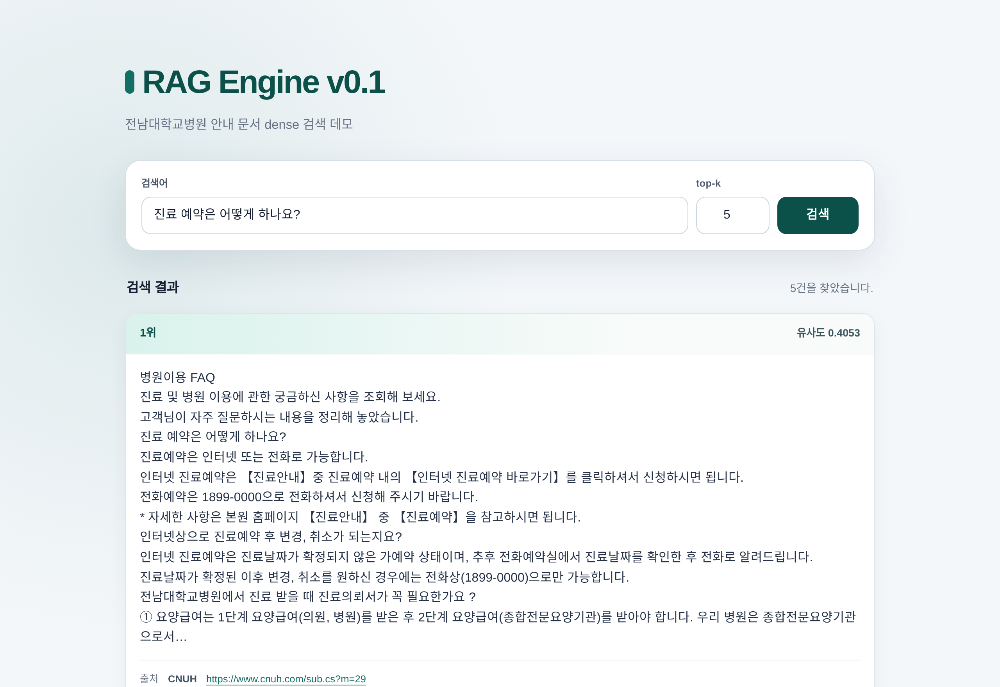 RAG Engine v0.1
전남대학교병원 안내 문서 dense 검색 데모
검색어
top-k
진료 예약은 어떻게 하나요?
5
검색
검색 결과
5건을 찾았습니다.
1위
유사도 0.4053
병원이용 FAQ
진료 및 병원 이용에 관한 궁금하신 사항을 조회해 보세요.
고객님이 자주 질문하시는 내용을 정리해 놓았습니다.
진료 예약은 어떻게 하나요?
진료예약은 인터넷 또는 전화로 가능합니다.
인터넷 진료예약은 【진료안내】중 진료예약 내의 【인터넷 진료예약 바로가기】를 클릭하셔서 신청하시면 됩니다.
전화예약은 1899-0000으로 전화하셔서 신청해 주시기 바랍니다.
* 자세한 사항은 본원 홈페이지 【진료안내】 중 【진료예약】을 참고하시면 됩니다.
인터넷상으로 진료예약 후 변경, 취소가 되는지요?
인터넷 진료예약은 진료날짜가 확정되지 않은 가예약 상태이며, 추후 전화예약실에서 진료날짜를 확인한 후 전화로 알려드립니다.
진료날짜가 확정된 이후 변경, 취소를 원하신 경우에는 전화상(1899-0000)으로만 가능합니다.
전남대학교병원에서 진료 받을 때 진료의뢰서가 꼭 필요한가요 ?
① 요양급여는 1단계 요양급여(의원, 병원)를 받은 후 2단계 요양급여(종합전문요양기관)를 받아야 합니다. 우리 병원은 종합전문요양기관
으로서…
출처 CNUH https://www.cnuh.com/sub.cs?m=29